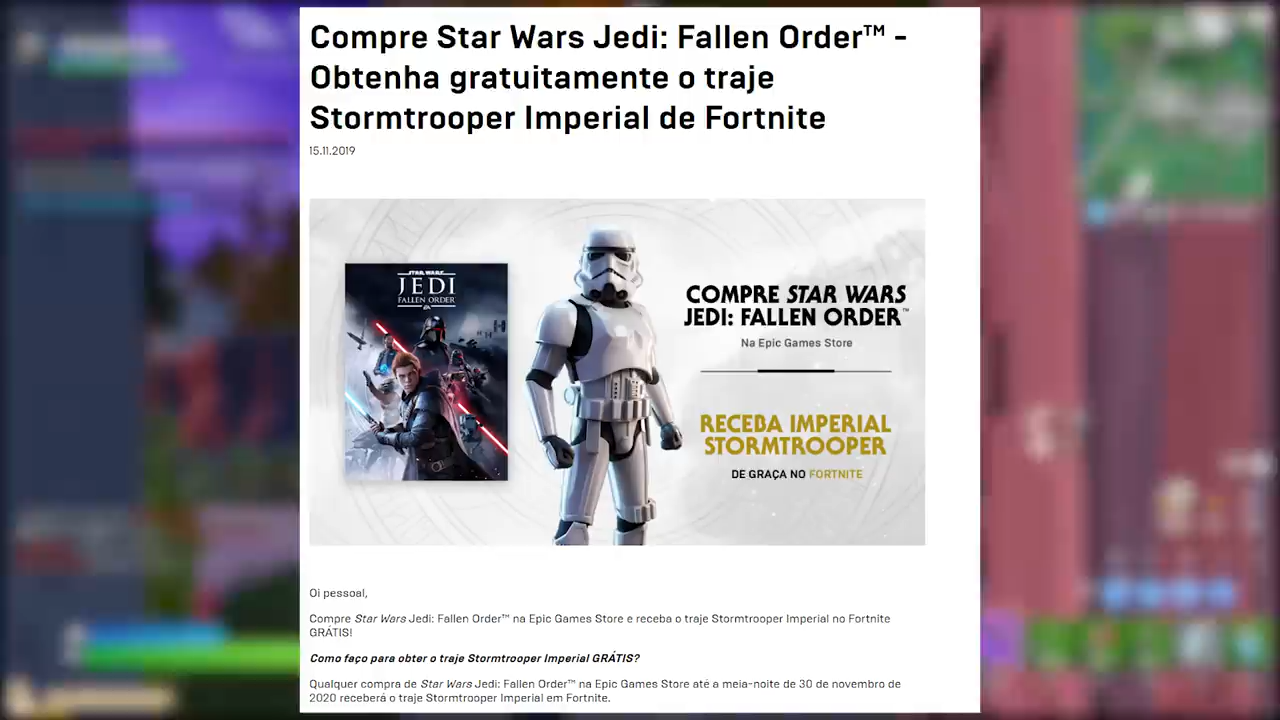 Compre Star Wars Jedi: Fallen Order™ -
Obtenha gratuitamente o traje
Stormtrooper Imperial de Fortnite
15.11.2019
STAR WARS
JEDI
FALLEN ORDER
COMPRE STAR WARS
JEDI: FALLEN ORDER™
Na Epic Games Store
RECEBA IMPERIAL
STORMTROOPER
DE GRAÇA NO FORTNITE
Oi pessoal,
Compre Star Wars Jedi: Fallen Order™ na Epic Games Store e receba o traje Stormtrooper Imperial no Fortnite
GRÁTIS!
Como faço para obter o traje Stormtrooper Imperial GRÁTIS?
Qualquer compra de Star Wars Jedi: Fallen Order™ na Epic Games Store até a meia-noite de 30 de novembro de
2020 receberá o traje Stormtrooper Imperial em Fortnite.